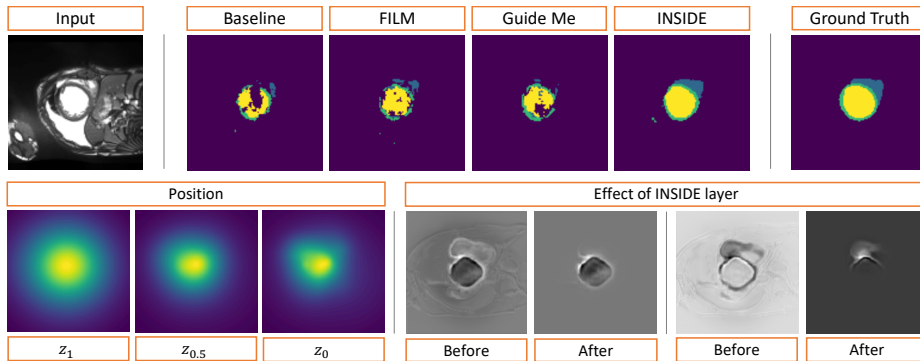 Input
Baseline
FILM
Guide Me
INSIDE
Ground Truth
Position
Effect of INSIDE layer
z₁
z₀.₅
z₀
Before
After
Before
After